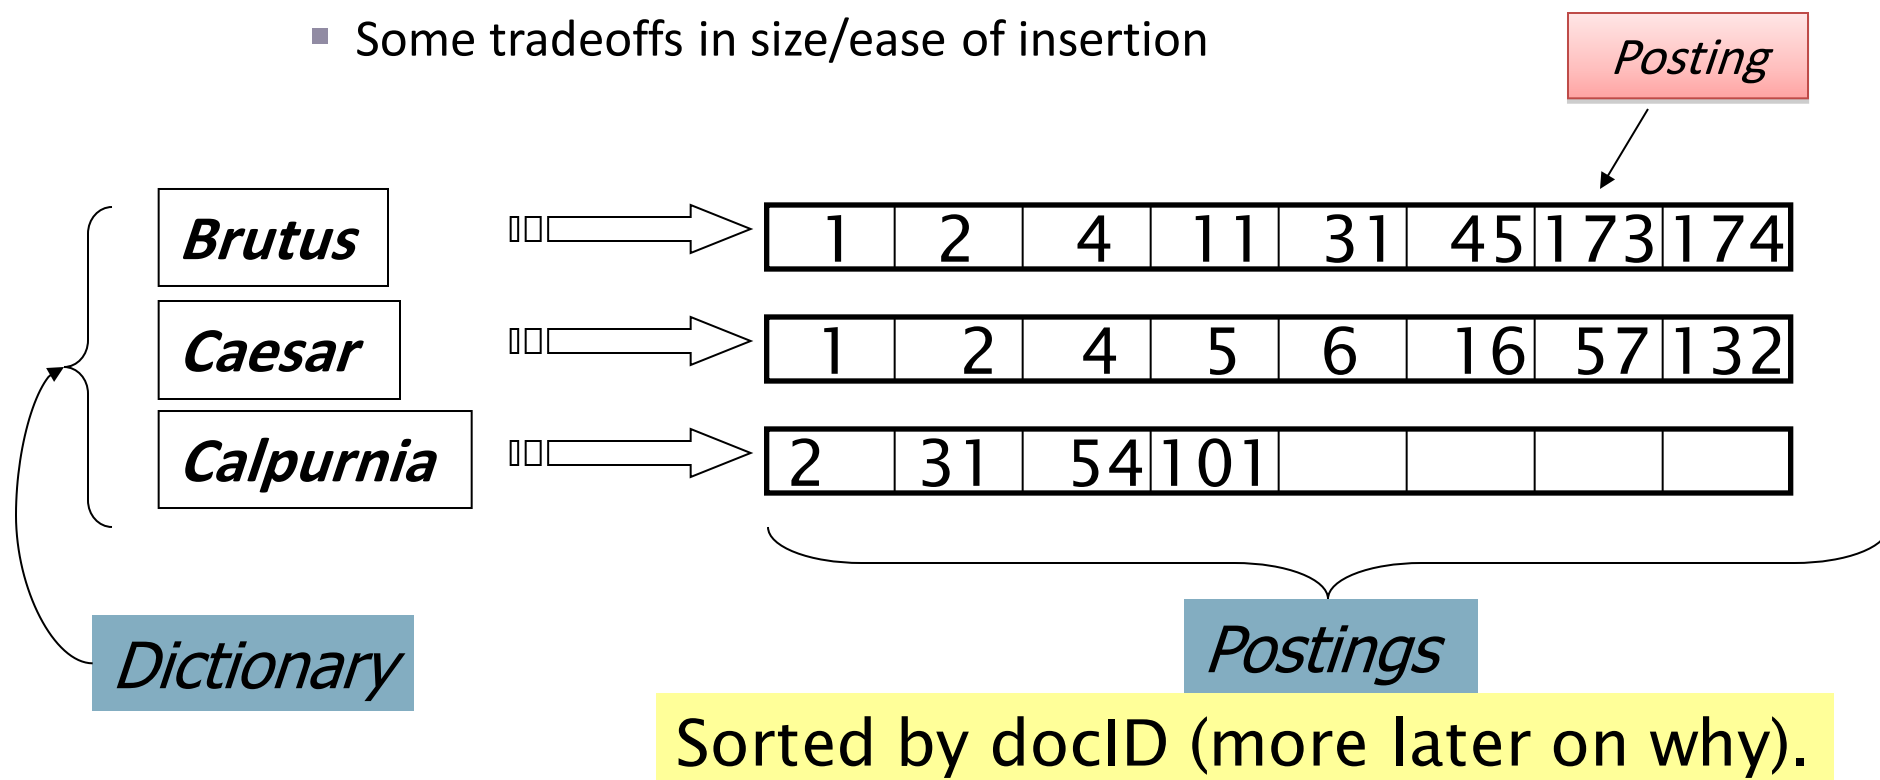 Some tradeoffs in size/ease of insertion
Posting
Brutus 1 2 4 11 31 45 173 174
Caesar 1 2 4 5 6 16 57 132
Calpurnia 2 31 54 101
Dictionary
Postings
Sorted by docID (more later on why).